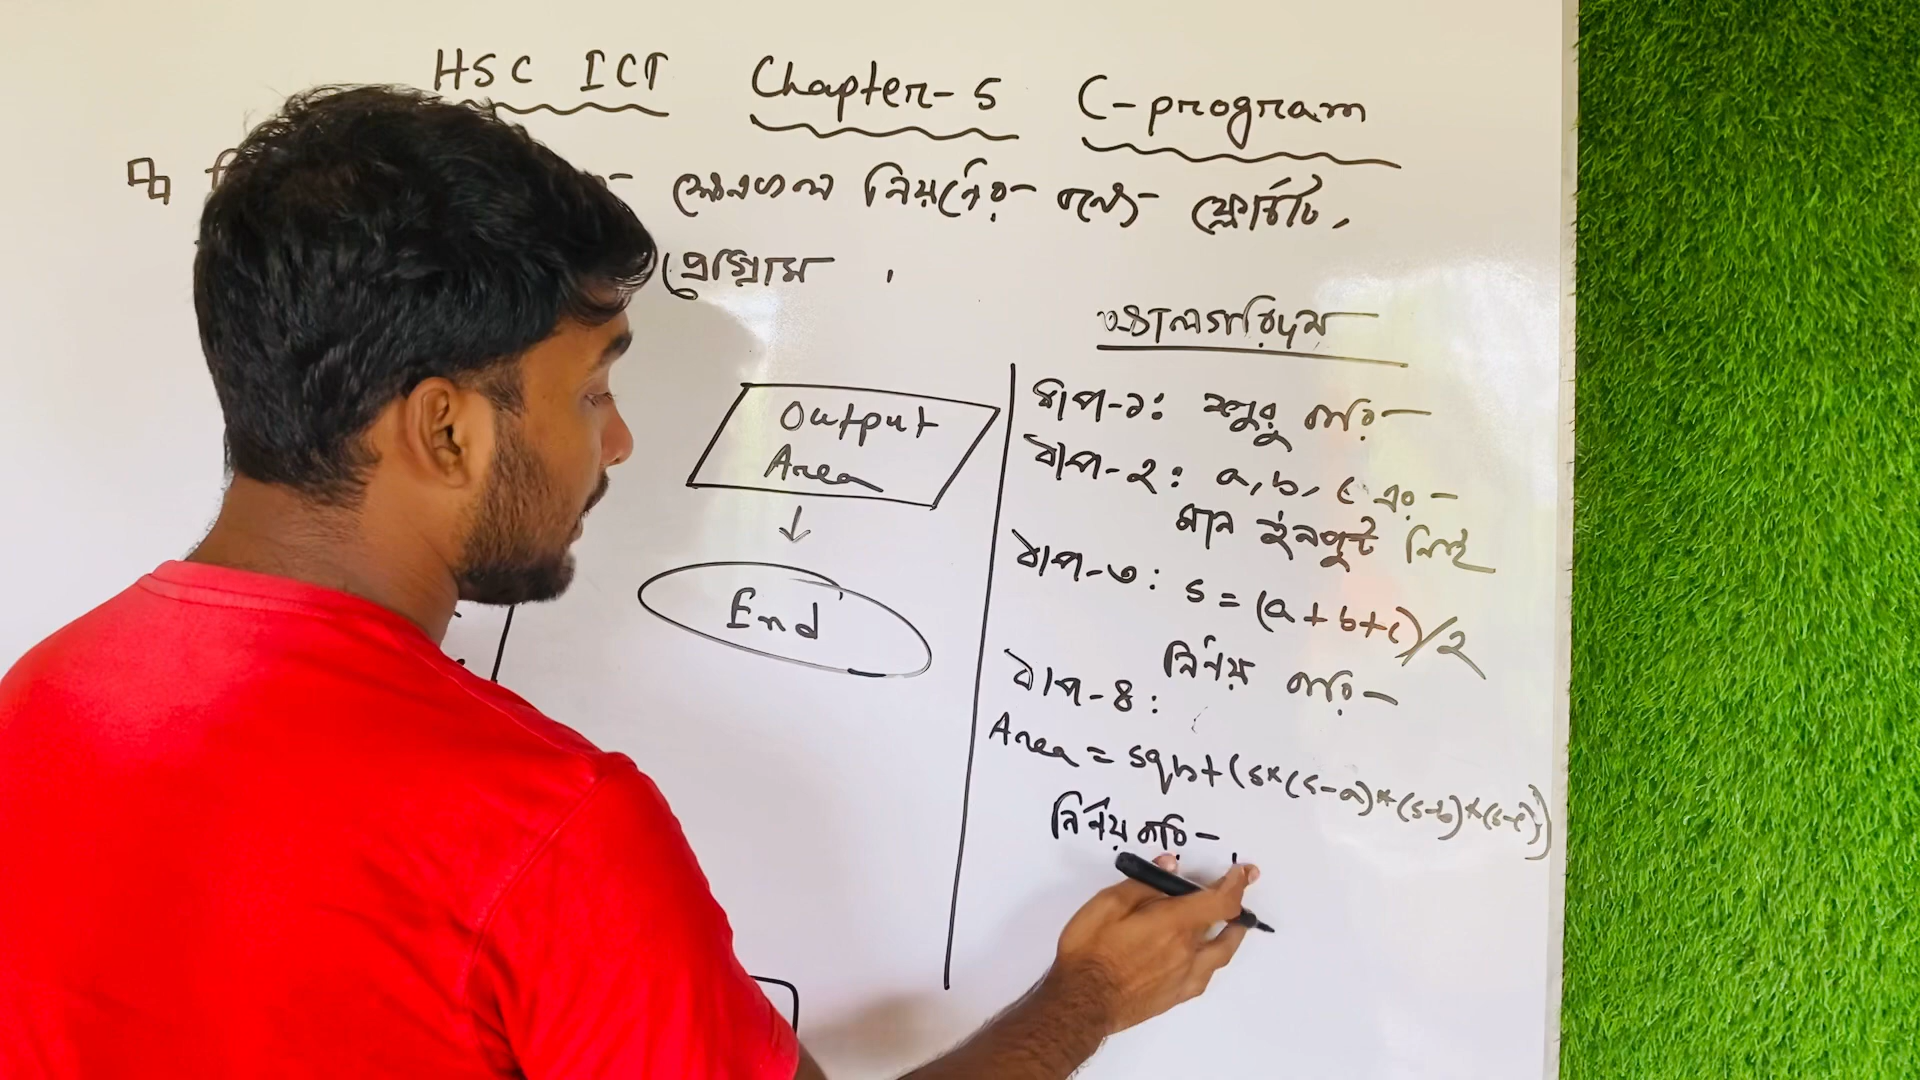 HSC ICT Chapter-5 C-program
ক্ষেত্রফল নির্ণয়ের জন্য ফ্লোচার্ট,
প্রোগ্রাম ।
Output
Area
End
অ্যালগরিদম
ধাপ-১: শুরু করি
ধাপ-২: a, b, c এর
মান ইনপুট নিই
ধাপ-৩: s = (a+b+c)/2
নির্ণয় করি
ধাপ-৪:
Area = sqrt(s*(s-a)*(s-b)*(s-c))
নির্ণয় করি